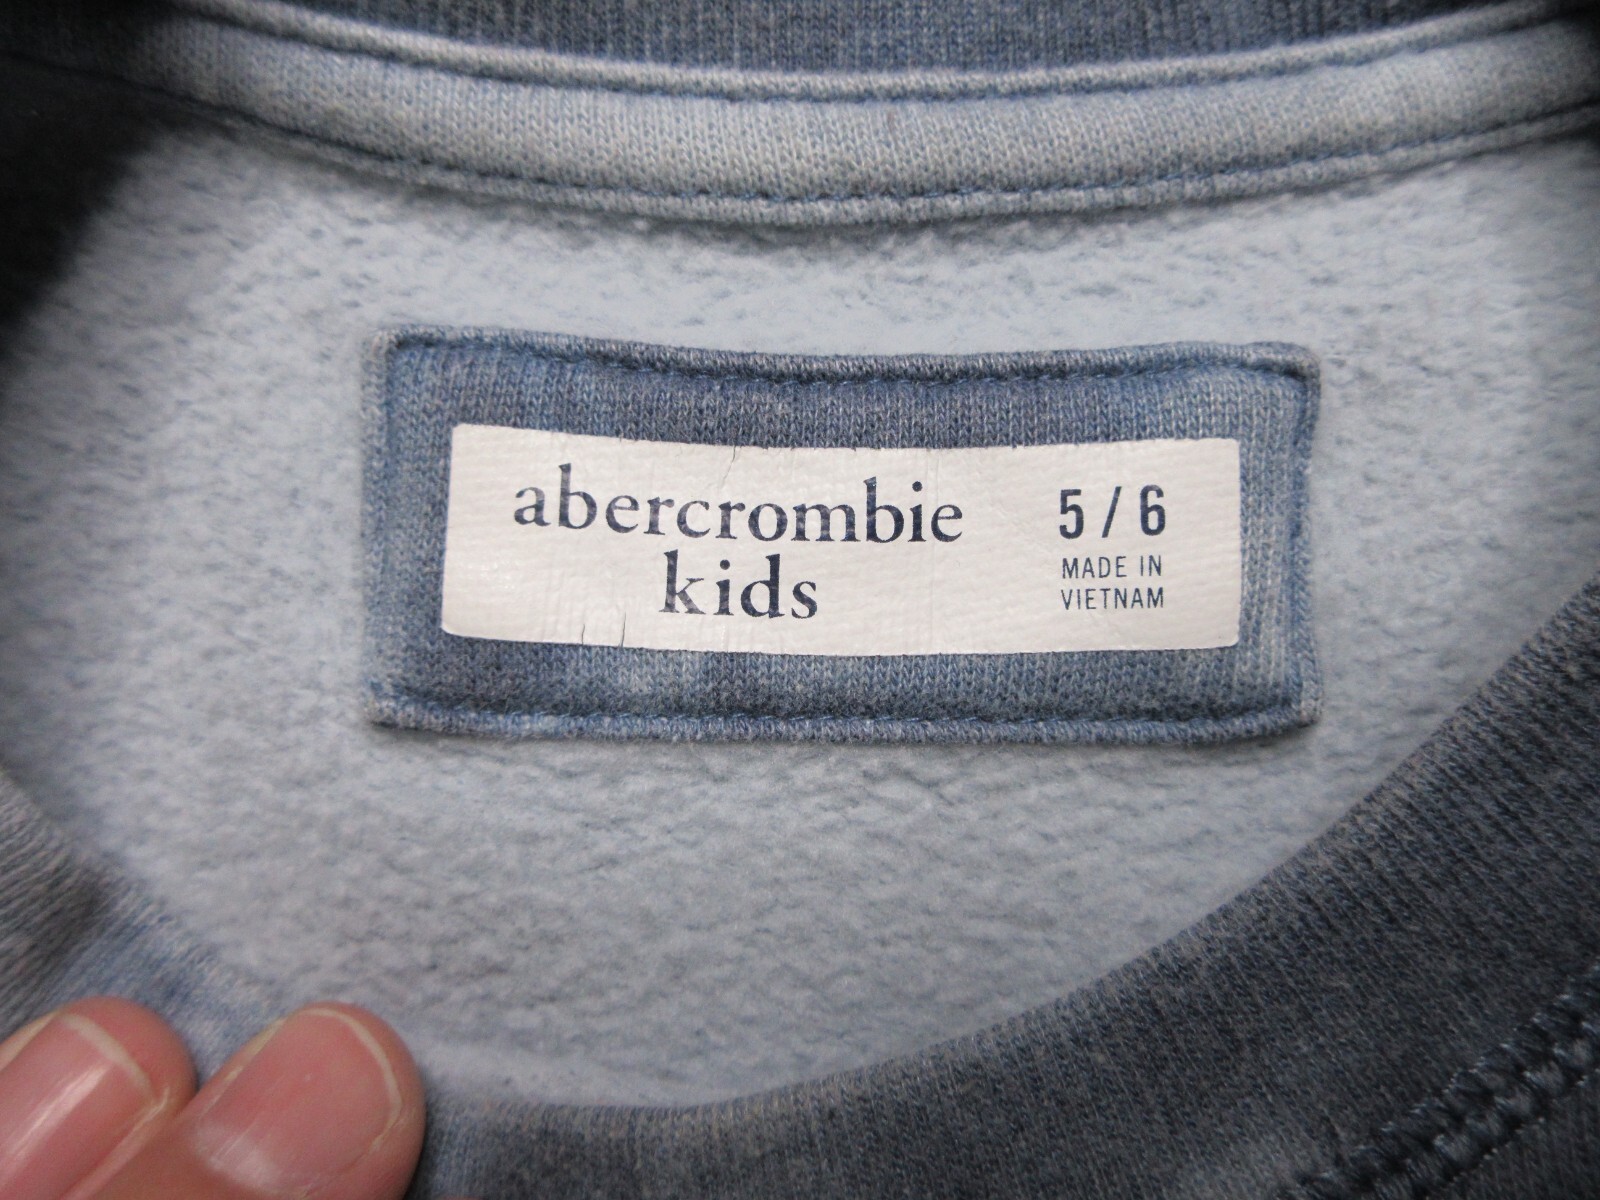 abercrombie
kids
5 / 6
MADE IN
VIETNAM